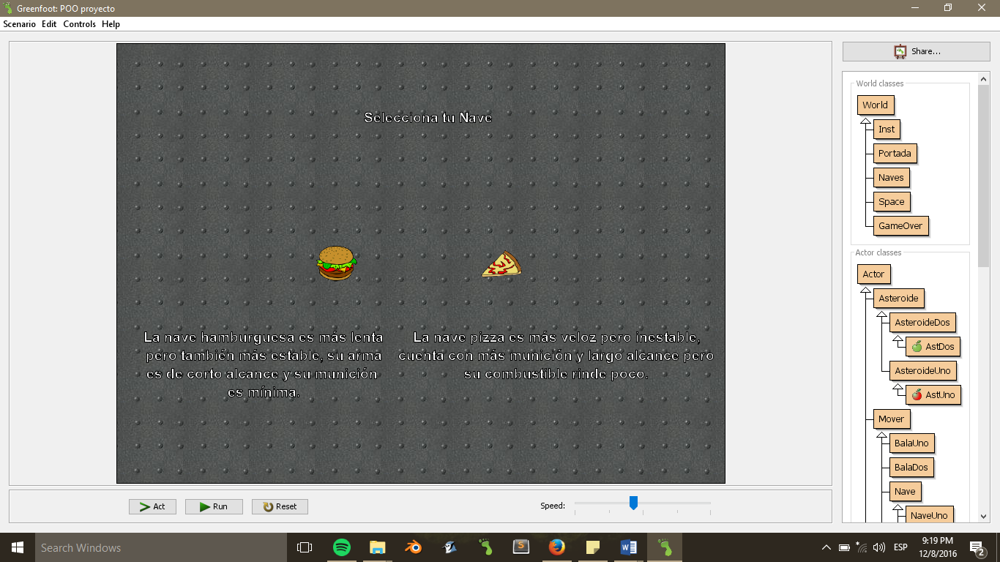 Greenfoot: POO proyecto
Scenario Edit Controls Help
Selecciona tu Nave
La nave hamburguesa es más lenta
pero también más estable, su arma
es de corto alcance y su munición
es mínima.
La nave pizza es más veloz pero inestable,
cuenta con más munición y largo alcance pero
su combustible rinde poco.
Act Run Reset Speed:
Share...
World classes
World
Inst
Portada
Naves
Space
GameOver
Actor classes
Actor
Asteroide
AsteroideDos
AstDos
AsteroideUno
AstUno
Mover
BalaUno
BalaDos
Nave
NaveUno
Search Windows
ESP
9:19 PM
12/8/2016
2